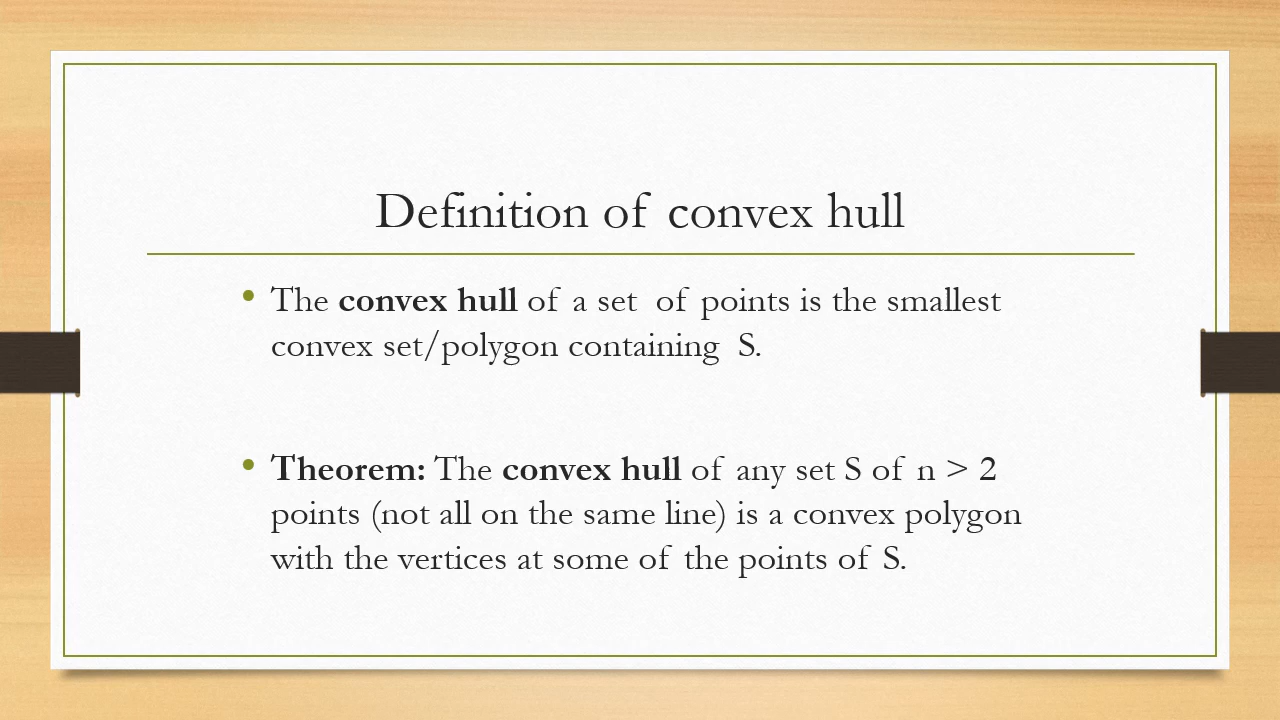 Definition of convex hull
• The convex hull of a set of points is the smallest
convex set/polygon containing S.
• Theorem: The convex hull of any set S of n > 2
points (not all on the same line) is a convex polygon
with the vertices at some of the points of S.